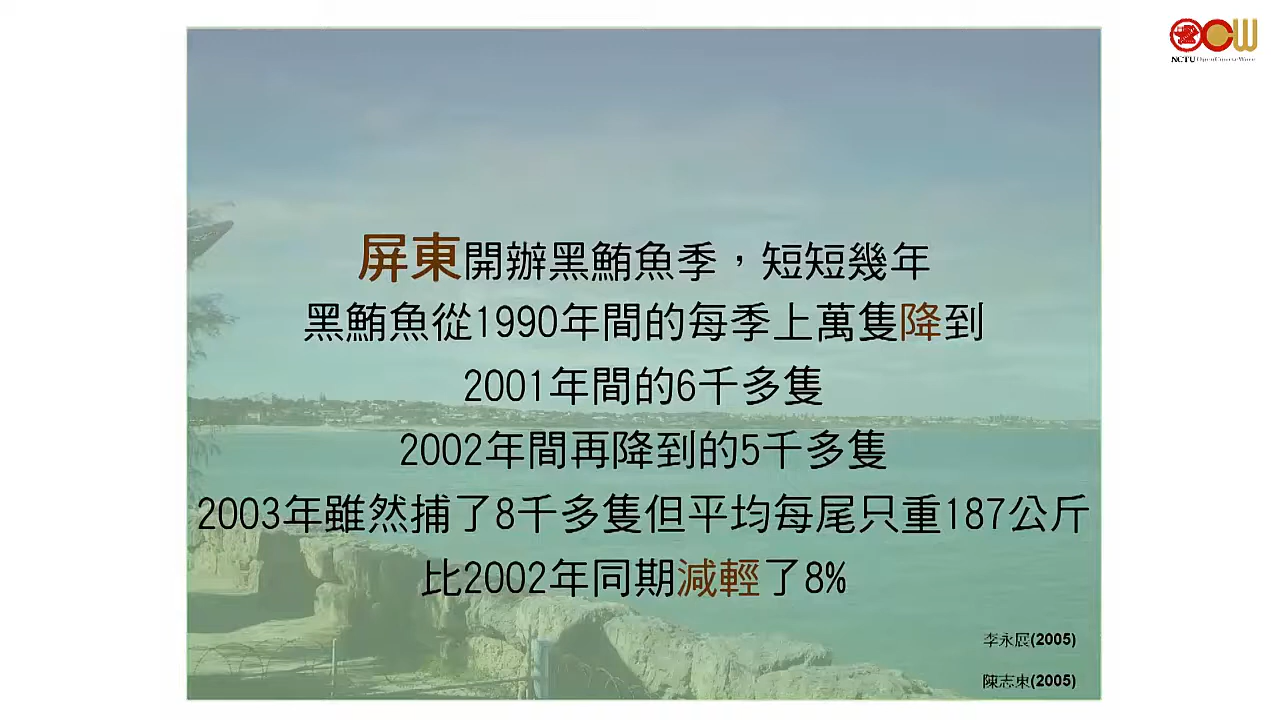 NCTU OpenCourseWare
屏東開辦黑鮪魚季，短短幾年
黑鮪魚從1990年間的每季上萬隻降到
2001年間的6千多隻
2002年間再降到的5千多隻
2003年雖然捕了8千多隻但平均每尾只重187公斤
比2002年同期減輕了8%
李永展(2005)
陳志東(2005)